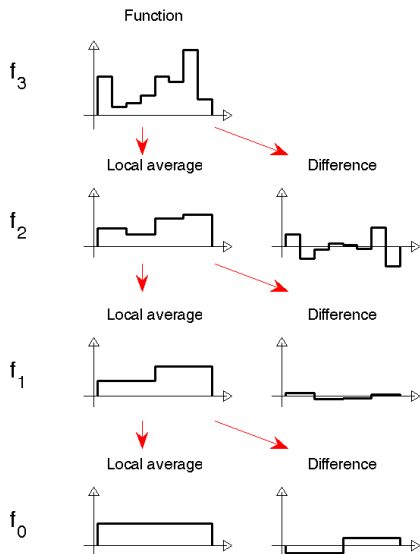 Function
f3
Local average Difference
f2
Local average Difference
f1
Local average Difference
f0